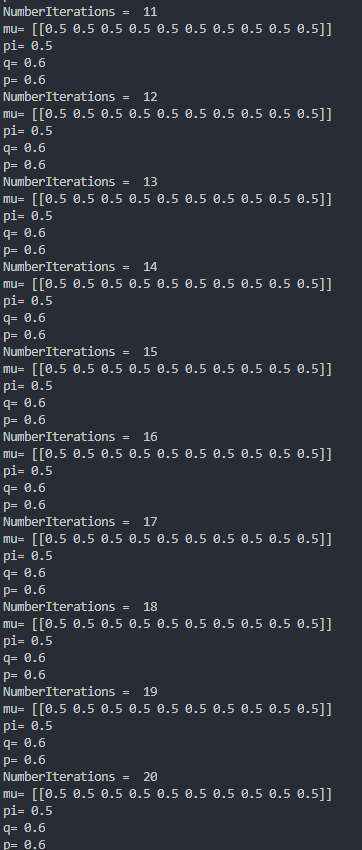 NumberIterations =  11
mu= [[0.5 0.5 0.5 0.5 0.5 0.5 0.5 0.5 0.5 0.5]]
pi= 0.5
q= 0.6
p= 0.6
NumberIterations =  12
mu= [[0.5 0.5 0.5 0.5 0.5 0.5 0.5 0.5 0.5 0.5]]
pi= 0.5
q= 0.6
p= 0.6
NumberIterations =  13
mu= [[0.5 0.5 0.5 0.5 0.5 0.5 0.5 0.5 0.5 0.5]]
pi= 0.5
q= 0.6
p= 0.6
NumberIterations =  14
mu= [[0.5 0.5 0.5 0.5 0.5 0.5 0.5 0.5 0.5 0.5]]
pi= 0.5
q= 0.6
p= 0.6
NumberIterations =  15
mu= [[0.5 0.5 0.5 0.5 0.5 0.5 0.5 0.5 0.5 0.5]]
pi= 0.5
q= 0.6
p= 0.6
NumberIterations =  16
mu= [[0.5 0.5 0.5 0.5 0.5 0.5 0.5 0.5 0.5 0.5]]
pi= 0.5
q= 0.6
p= 0.6
NumberIterations =  17
mu= [[0.5 0.5 0.5 0.5 0.5 0.5 0.5 0.5 0.5 0.5]]
pi= 0.5
q= 0.6
p= 0.6
NumberIterations =  18
mu= [[0.5 0.5 0.5 0.5 0.5 0.5 0.5 0.5 0.5 0.5]]
pi= 0.5
q= 0.6
p= 0.6
NumberIterations =  19
mu= [[0.5 0.5 0.5 0.5 0.5 0.5 0.5 0.5 0.5 0.5]]
pi= 0.5
q= 0.6
p= 0.6
NumberIterations =  20
mu= [[0.5 0.5 0.5 0.5 0.5 0.5 0.5 0.5 0.5 0.5]]
pi= 0.5
q= 0.6
p= 0.6